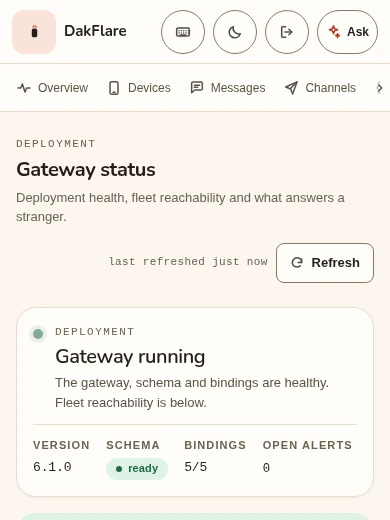 DakFlare
Ask
Overview
Devices
Messages
Channels
DEPLOYMENT
Gateway status
Deployment health, fleet reachability and what answers a
stranger.
last refreshed just now
Refresh
DEPLOYMENT
Gateway running
The gateway, schema and bindings are healthy.
Fleet reachability is below.
VERSION SCHEMA BINDINGS OPEN ALERTS
6.1.0 ready 5/5 0